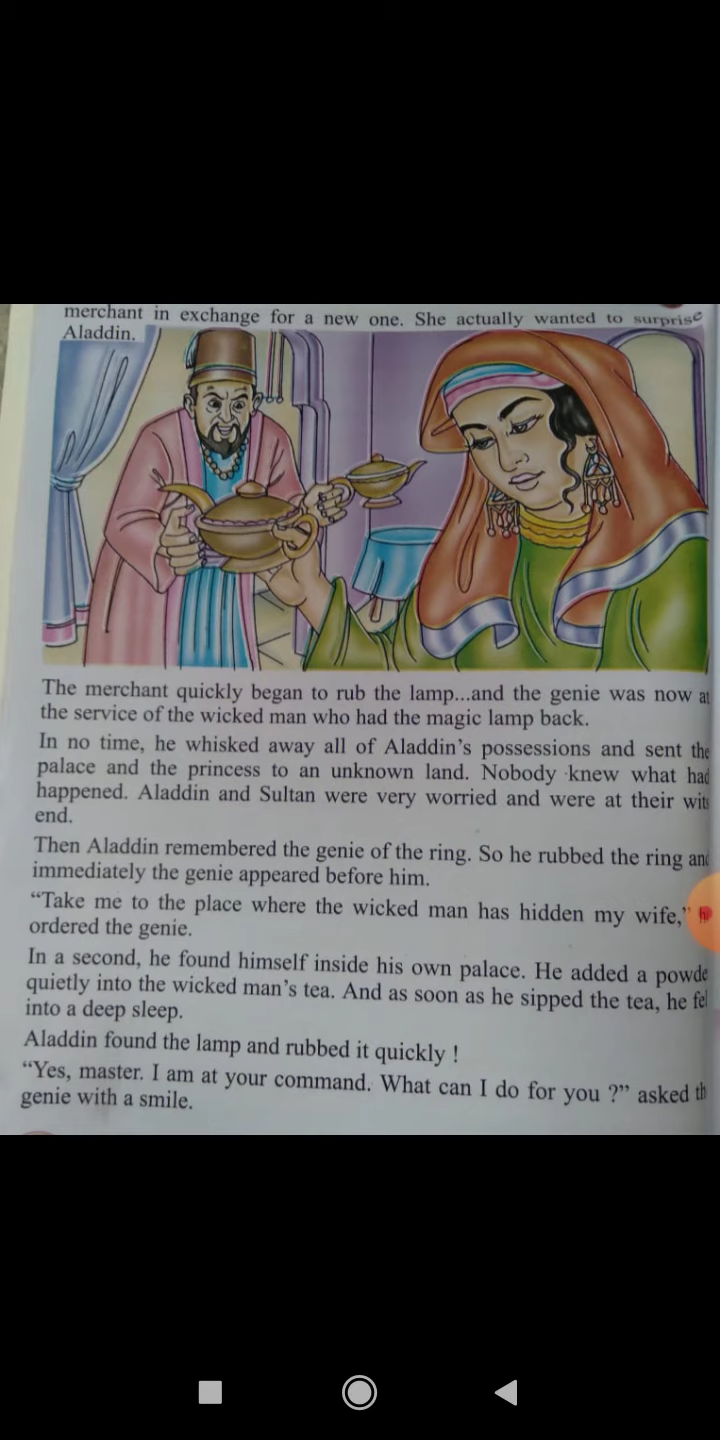 merchant in exchange for a new one. She actually wanted to surprise
Aladdin.
The merchant quickly began to rub the lamp...and the genie was now at
the service of the wicked man who had the magic lamp back.
In no time, he whisked away all of Aladdin's possessions and sent the
palace and the princess to an unknown land. Nobody knew what had
happened. Aladdin and Sultan were very worried and were at their wits
end.
Then Aladdin remembered the genie of the ring. So he rubbed the ring and
immediately the genie appeared before him.
“Take me to the place where the wicked man has hidden my wife,”
ordered the genie.
In a second, he found himself inside his own palace. He added a powde
quietly into the wicked man's tea. And as soon as he sipped the tea, he fel
into a deep sleep.
Aladdin found the lamp and rubbed it quickly !
“Yes, master. I am at your command. What can I do for you ?” asked th
genie with a smile.